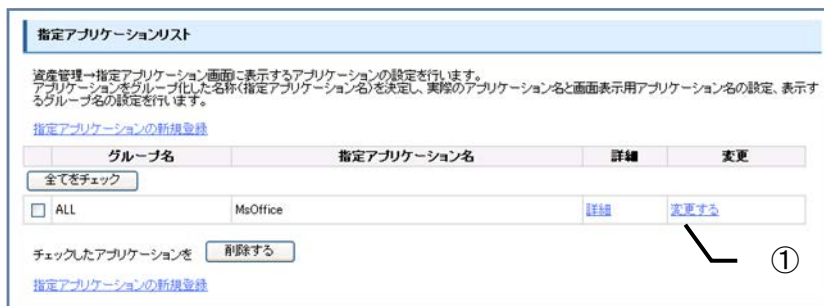 指定アプリケーションリスト
資産管理→指定アプリケーション画面に表示するアプリケーションの設定を行います。
アプリケーションをグループ化した名称(指定アプリケーション名)を決定し、実際のアプリケーション名と画面表示用アプリケーション名の設定、表示す
るグループ名の設定を行います。
指定アプリケーションの新規登録
グループ名 指定アプリケーション名 詳細 変更
全てをチェック
ALL MsOffice 詳細 変更する
①
チェックしたアプリケーションを 削除する
指定アプリケーションの新規登録